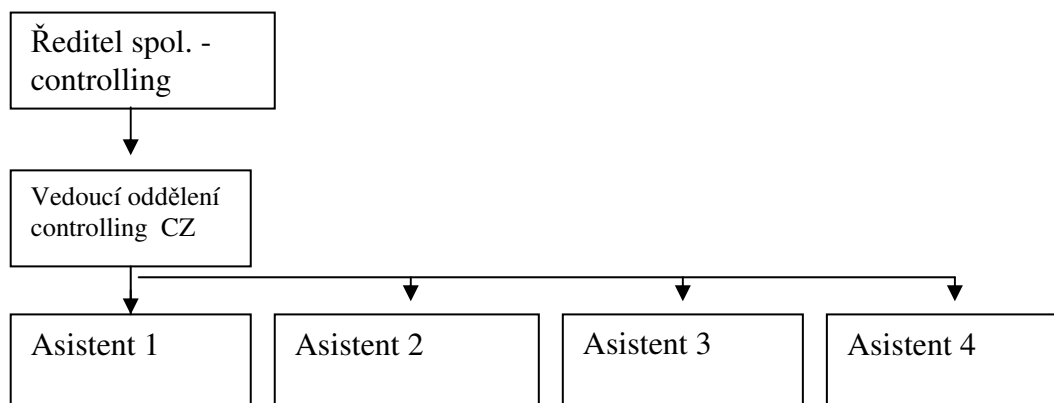 Ředitel spol. -
controlling
Vedoucí oddělení
controlling CZ
Asistent 1
Asistent 2
Asistent 3
Asistent 4